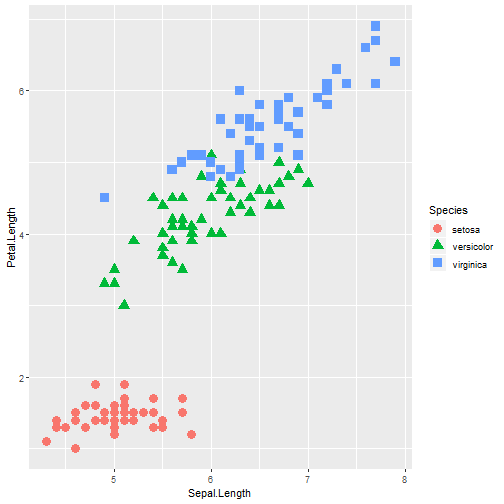 Petal.Length
6
4
2
5
6
7
8
Sepal.Length
Species
setosa
versicolor
virginica